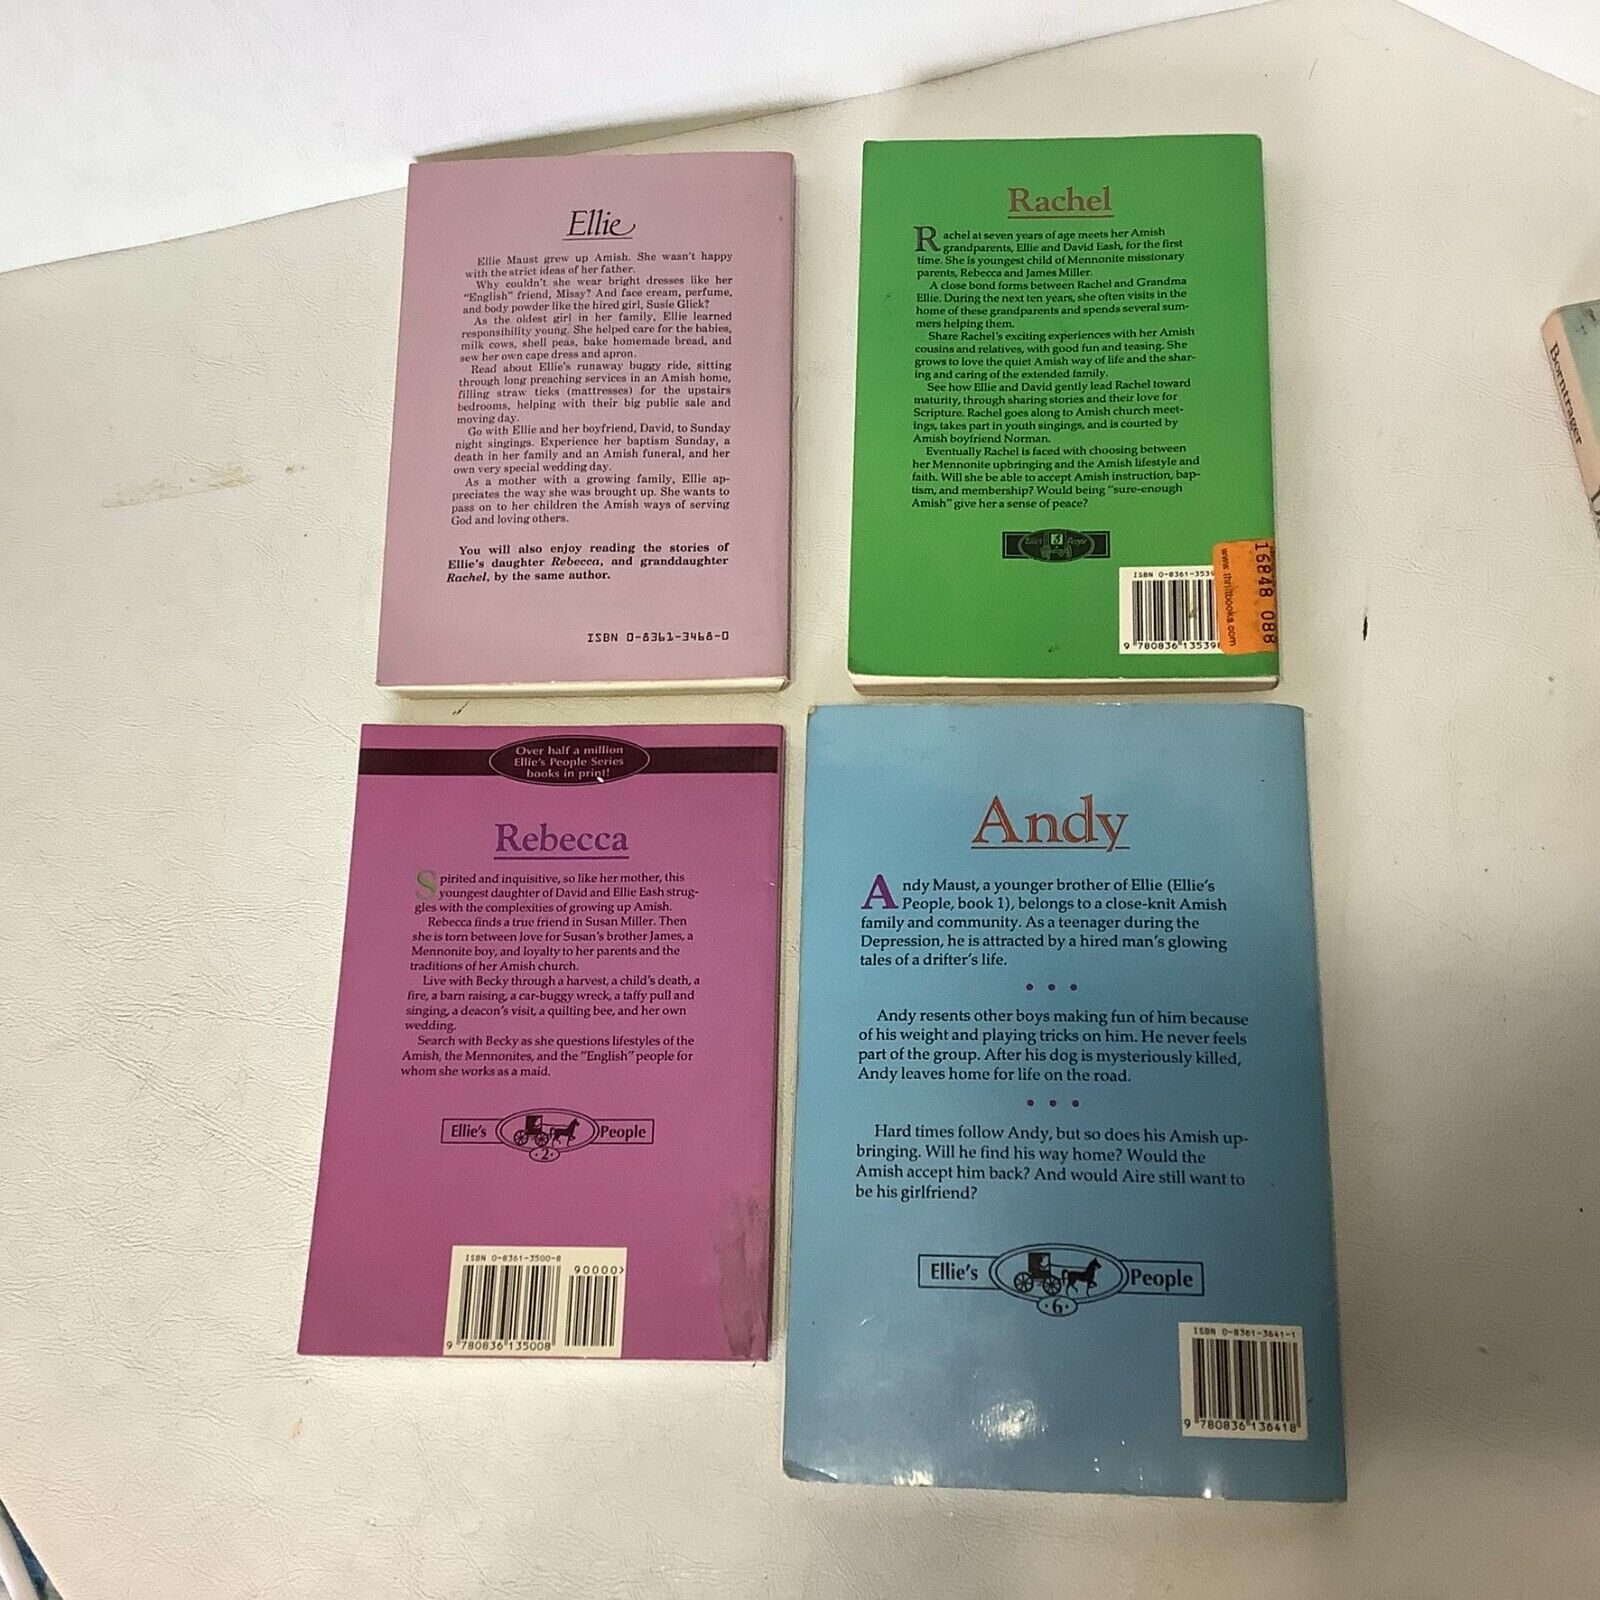 Ellie
Ellie Maust grew up Amish. She wasn't happy
with the strict ideas of her father.
Why couldn't she wear bright dresses like her
"English" friend, Missy? And face cream, perfume,
and body powder like the hired girl, Susie Glick?
As the oldest girl in her family, Ellie learned
responsibility young. She helped care for the babies,
milk cows, shell peas, bake homemade bread, and
sew her own cape dress and apron.
Read about Ellie's runaway buggy ride, sitting
through long preaching services in an Amish home,
filling straw ticks (mattresses) for the upstairs
bedrooms, helping with their big public sale and
moving day.
Go with Ellie and her boyfriend, David, to Sunday
night singings. Experience her baptism Sunday, a
death in her family and an Amish funeral, and her
own very special wedding day.
As a mother with a growing family, Ellie ap-
preciates the way she was brought up. She wants to
pass on to her children the Amish ways of serving
God and loving others.
You will also enjoy reading the stories of
Ellie's daughter Rebecca, and granddaughter
Rachel, by the same author.
ISBN 0-8361-3468-0
Rachel
Rachel at seven years of age meets her Amish
grandparents, Ellie and David Eash, for the first
time. She is youngest child of Mennonite missionary
parents, Rebecca and James Miller.
A close bond forms between Rachel and Grandma
Ellie. During the next ten years, she often visits in the
home of these grandparents and spends several sum-
mers helping them.
Share Rachel's exciting experiences with her Amish
cousins and relatives, with good fun and teasing. She
grows to love the quiet Amish way of life and the shar-
ing and caring of the extended family.
See how Ellie and David gently lead Rachel toward
maturity, through sharing stories and their love for
Scripture. Rachel goes along to Amish church meet-
ings, takes part in youth singings, and is courted by
Amish boyfriend Norman.
Eventually Rachel is faced with choosing between
her Mennonite upbringing and the Amish lifestyle and
faith. Will she be able to accept Amish instruction, bap-
tism, and membership? Would being "sure-enough
Amish" give her a sense of peace?
Ellie's People
3
ISBN 0-8361-3539
9 780836 13539
16848 088
www.thriftbooks.com
Borntrager
Over half a million
Ellie's People Series
books in print!
Rebecca
Spirited and inquisitive, so like her mother, this
youngest daughter of David and Ellie Eash strug-
gles with the complexities of growing up Amish.
Rebecca finds a true friend in Susan Miller. Then
she is torn between love for Susan's brother James, a
Mennonite boy, and loyalty to her parents and the
traditions of her Amish church.
Live with Becky through a harvest, a child's death, a
fire, a barn raising, a car-buggy wreck, a taffy pull and
singing, a deacon's visit, a quilting bee, and her own
wedding.
Search with Becky as she questions lifestyles of the
Amish, the Mennonites, and the "English" people for
whom she works as a maid.
Ellie's People
·2·
ISBN 0-8361-3500-8
90000>
9 780836 135008
Andy
Andy Maust, a younger brother of Ellie (Ellie's
People, book 1), belongs to a close-knit Amish
family and community. As a teenager during the
Depression, he is attracted by a hired man's glowing
tales of a drifter's life.
• • •
Andy resents other boys making fun of him because
of his weight and playing tricks on him. He never feels
part of the group. After his dog is mysteriously killed,
Andy leaves home for life on the road.
• • •
Hard times follow Andy, but so does his Amish up-
bringing. Will he find his way home? Would the
Amish accept him back? And would Aire still want to
be his girlfriend?
Ellie's People
·6·
ISBN 0-8361-3641-1
9 780836 136418